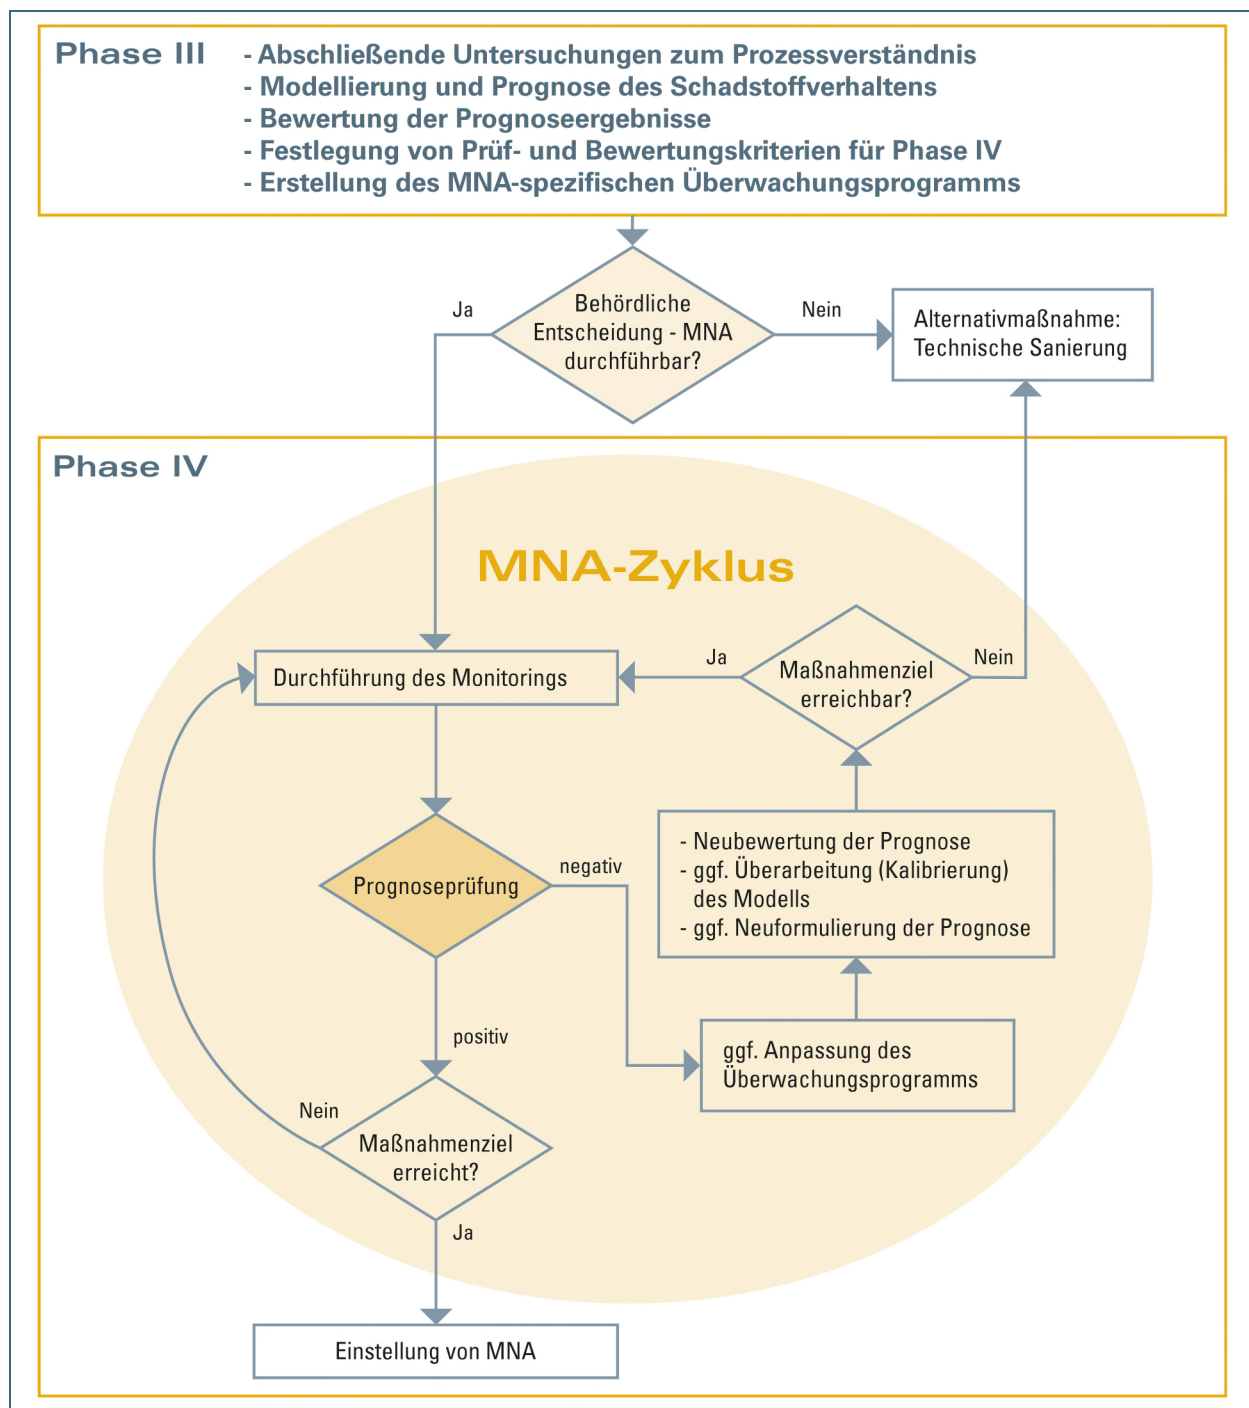 Phase III
- Abschließende Untersuchungen zum Prozessverständnis
- Modellierung und Prognose des Schadstoffverhaltens
- Bewertung der Prognoseergebnisse
- Festlegung von Prüf- und Bewertungskriterien für Phase IV
- Erstellung des MNA-spezifischen Überwachungsprogramms
Behördliche
Entscheidung - MNA
durchführbar?
Ja
Nein
Alternativmaßnahme:
Technische Sanierung
Phase IV
MNA-Zyklus
Durchführung des Monitorings
Ja
Maßnahmenziel
erreichbar?
Nein
Prognoseprüfung
negativ
- Neubewertung der Prognose
- ggf. Überarbeitung (Kalibrierung)
des Modells
- ggf. Neuformulierung der Prognose
positiv
ggf. Anpassung des
Überwachungsprogramms
Nein
Maßnahmenziel
erreicht?
Ja
Einstellung von MNA